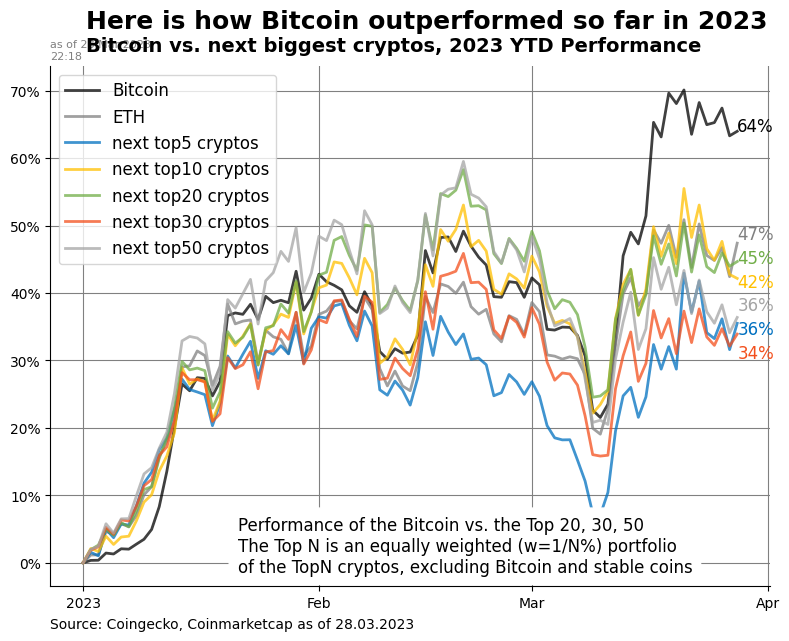 Here is how Bitcoin outperformed so far in 2023
Bitcoin vs. next biggest cryptos, 2023 YTD Performance
as of
22:18
Bitcoin
ETH
next top5 cryptos
next top10 cryptos
next top20 cryptos
next top30 cryptos
next top50 cryptos
70%
60%
50%
40%
30%
20%
10%
0%
64%
47%
45%
42%
36%
36%
34%
Performance of the Bitcoin vs. the Top 20, 30, 50
The Top N is an equally weighted (w=1/N%) portfolio
of the TopN cryptos, excluding Bitcoin and stable coins
2023 Feb Mar Apr
Source: Coingecko, Coinmarketcap as of 28.03.2023